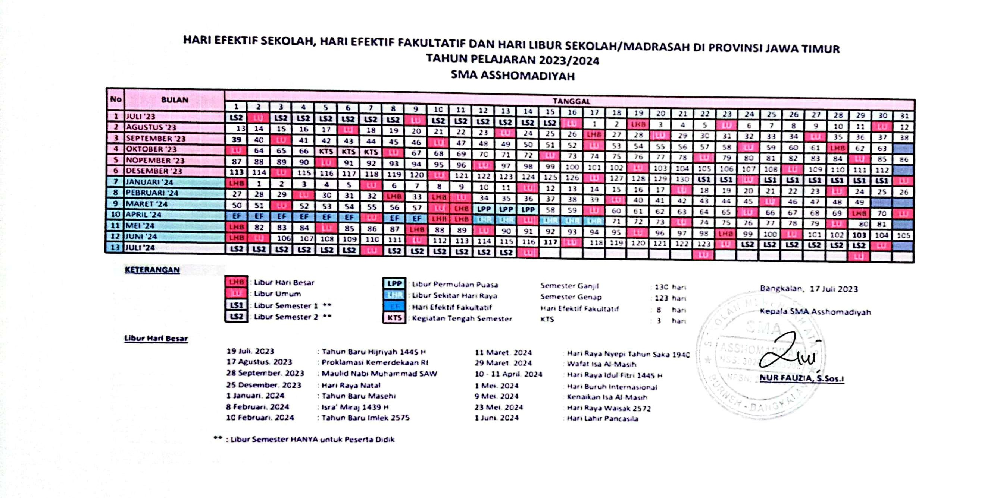 HARI EFEKTIF SEKOLAH, HARI EFEKTIF FAKULTATIF DAN HARI LIBUR SEKOLAH/MADRASAH DI PROVINSI JAWA TIMUR
TAHUN PELAJARAN 2023/2024
SMA ASSHOMADIYAH
No BULAN TANGGAL
1 2 3 4 5 6 7 8 9 10 11 12 13 14 15 16 17 18 19 20 21 22 23 24 25 26 27 28 29 30 31
1 JULI '23 LS2 LU LS2 LS2 LS2 LS2 LS2 LS2 LU LS2 LS2 LS2 LS2 LS2 LS2 LU 1 2 LHB 3 4 5 LU 6 7 8 9 10 11 LU 12
2 AGUSTUS '23 13 14 15 16 17 LU 18 19 20 21 22 23 LU 24 25 26 LHB 27 28 LU 29 30 31 32 33 34 LU 35 36 37 38
3 SEPTEMBER '23 39 40 LU 41 42 43 44 45 46 LU 47 48 49 50 51 52 LU 53 54 55 56 57 58 LU 59 60 61 LHB 62 63
4 OKTOBER '23 LU 64 65 66 KTS KTS KTS LU 67 68 69 70 71 72 LU 73 74 75 76 77 78 LU 79 80 81 82 83 84 LU 85 86
5 NOPEMBER '23 87 88 89 90 LU 91 92 93 94 95 96 LU 97 98 99 100 101 102 LU 103 104 105 106 107 108 LU 109 110 111 112
6 DESEMBER '23 113 114 LU 115 116 117 118 119 120 LU 121 122 123 124 125 126 LU 127 128 129 130 LS1 LS1 LU LS1 LS1 LS1 LS1 LS1 LS1 LU
7 JANUARI '24 LHB 1 2 3 4 5 LU 6 7 8 9 10 11 LU 12 13 14 15 16 17 LU 18 19 20 21 22 23 LU 24 25 26
8 PEBRUARI '24 27 28 29 LU 30 31 32 LHB 33 LHB LU 34 35 36 37 38 39 LU 40 41 42 43 44 45 LU 46 47 48 49
9 MARET '24 50 51 LU 52 53 54 55 56 57 LU LHB LPP LPP LPP 58 59 LU 60 61 62 63 64 65 LU 66 67 68 69 LHB 70 LU
10 APRIL '24 EF EF EF EF EF EF LU EF EF LHB LHB LHR LHR LU LHR LHR LHR 71 72 73 LU 74 75 76 77 78 79 LU 80 81
11 MEI '24 LHB 82 83 84 LU 85 86 87 LHB 88 89 LU 90 91 92 93 94 95 LU 96 97 98 LHB 99 100 LU 101 102 103 104 105
12 JUNI '24 LHB LU 106 107 108 109 110 111 LU 112 113 114 115 116 117 LU 118 119 120 121 122 123 LU LS2 LS2 LS2 LS2 LS2 LS2 LU
13 JULI '24 LS2 LS2 LS2 LS2 LS2 LS2 LU LS2 LS2 LS2 LS2 LS2 LS2 LU LU LU
KETERANGAN
LHB : Libur Hari Besar LPP : Libur Permulaan Puasa Semester Ganjil : 130 hari
LU : Libur Umum LHR : Libur Sekitar Hari Raya Semester Genap : 123 hari
LS1 : Libur Semester 1 ** EF : Hari Efektif Fakultatif Hari Efektif Fakultatif : 8 hari
LS2 : Libur Semester 2 ** KTS : Kegiatan Tengah Semester KTS : 3 hari
Bangkalan, 17 Juli 2023
Kepala SMA Asshomadiyah
SEKOLAH MENENGAH ATAS
SMA
ASSHOMADIYAH
BURNEH - BANGKALAN
NUR FAUZIA, S.Sos.I
Libur Hari Besar
19 Juli. 2023 : Tahun Baru Hijriyah 1445 H 11 Maret. 2024 : Hari Raya Nyepi Tahun Saka 1940
17 Agustus. 2023 : Proklamasi Kemerdekaan RI 29 Maret. 2024 : Wafat Isa Al-Masih
28 September. 2023 : Maulid Nabi Muhammad SAW 10 - 11 April. 2024 : Hari Raya Idul Fitri 1445 H
25 Desember. 2023 : Hari Raya Natal 1 Mei. 2024 : Hari Buruh Internasional
1 Januari. 2024 : Tahun Baru Masehi 9 Mei. 2024 : Kenaikan Isa Al-Masih
8 Februari. 2024 : Isra' Miraj 1439 H 23 Mei. 2024 : Hari Raya Waisak 2572
10 Februari. 2024 : Tahun Baru Imlek 2575 1 Juni. 2024 : Hari Lahir Pancasila
** : Libur Semester HANYA untuk Peserta Didik